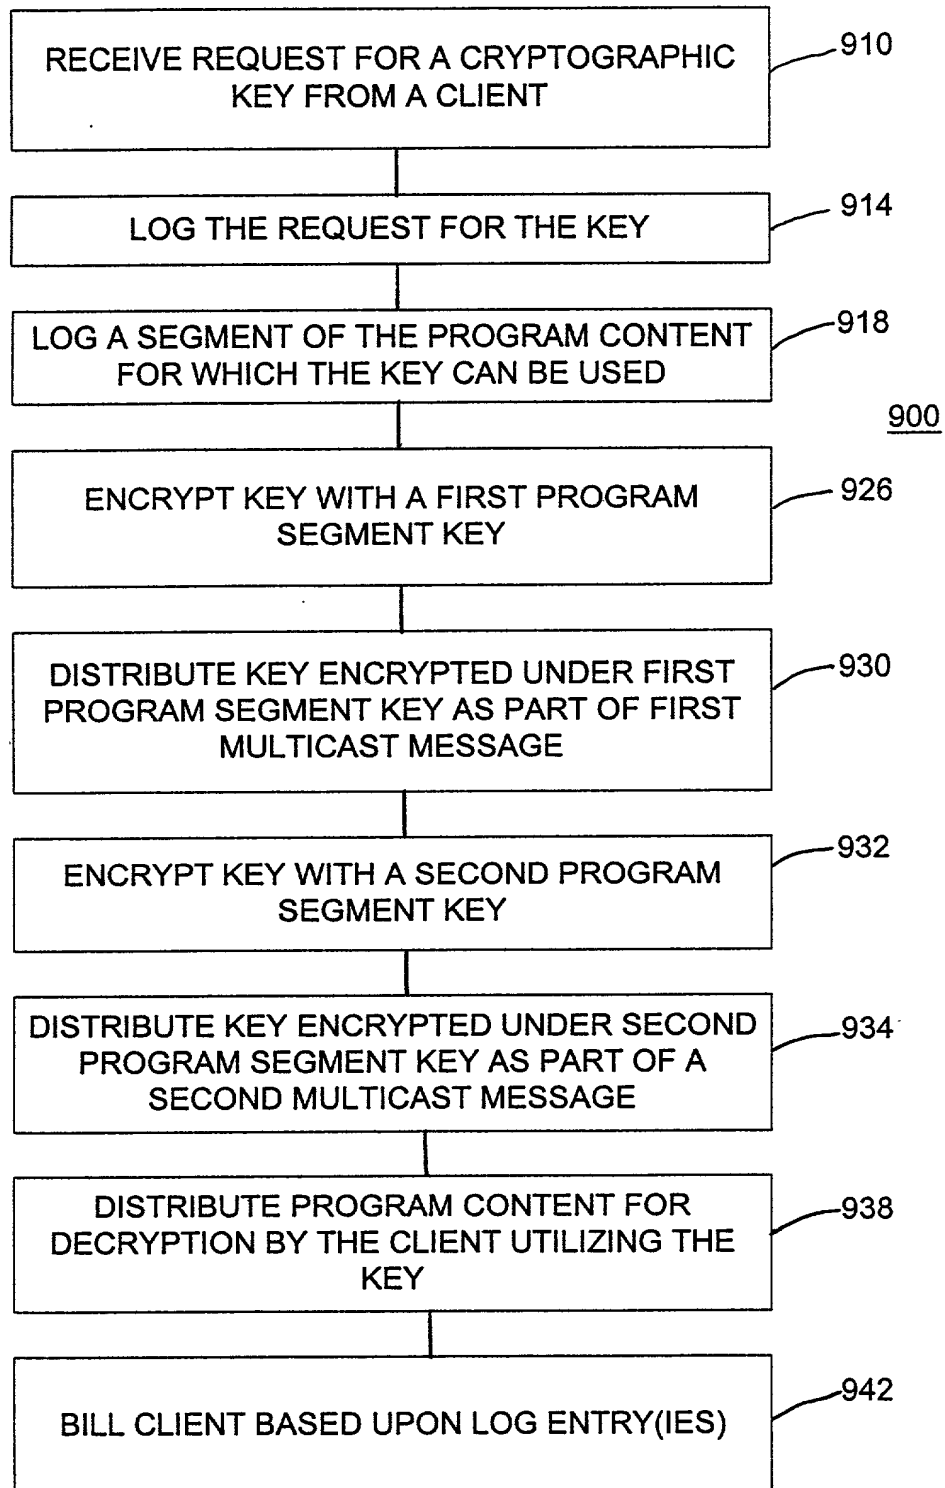 RECEIVE REQUEST FOR A CRYPTOGRAPHIC
KEY FROM A CLIENT
910
LOG THE REQUEST FOR THE KEY
914
LOG A SEGMENT OF THE PROGRAM CONTENT
FOR WHICH THE KEY CAN BE USED
918
900
ENCRYPT KEY WITH A FIRST PROGRAM
SEGMENT KEY
926
DISTRIBUTE KEY ENCRYPTED UNDER FIRST
PROGRAM SEGMENT KEY AS PART OF FIRST
MULTICAST MESSAGE
930
ENCRYPT KEY WITH A SECOND PROGRAM
SEGMENT KEY
932
DISTRIBUTE KEY ENCRYPTED UNDER SECOND
PROGRAM SEGMENT KEY AS PART OF A
SECOND MULTICAST MESSAGE
934
DISTRIBUTE PROGRAM CONTENT FOR
DECRYPTION BY THE CLIENT UTILIZING THE
KEY
938
BILL CLIENT BASED UPON LOG ENTRY(IES)
942